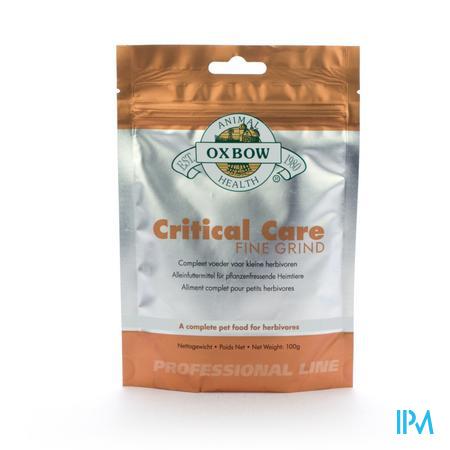 ANIMAL
EST. OXBOW 1980
HEALTH
®
Critical Care
FINE GRIND
Compleet voeder voor kleine herbivoren
Alleinfuttermittel für pflanzenfressende Heimtiere
Aliment complet pour petits herbivores
A complete pet food for herbivores
Nettogewicht • Poids Net • Net Weight: 100g
PROFESSIONAL LINE
IPM